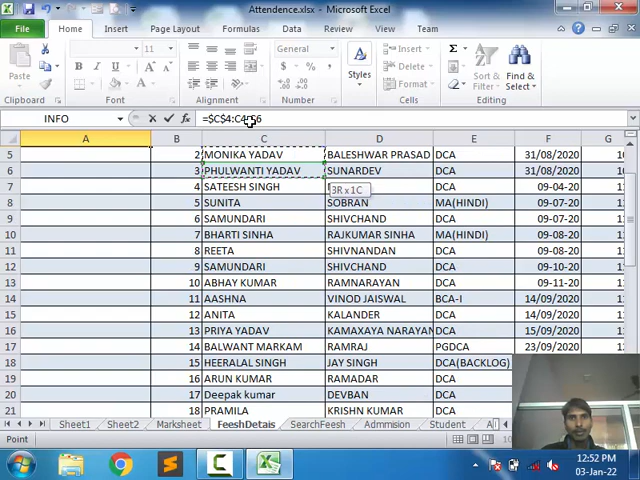 Attendence.xlsx - Microsoft Excel
File Home Insert Page Layout Formulas Data Review View
Paste
Clipboard
11
B I U
Font
Alignment
General
Number
Styles
Insert
Delete
Format
Cells
Sort & Filter
Find & Select
Editing
INFO
fx =$C$4:C4
A B C D E F G
5 2 MONIKA YADAV BALESHWAR PRASAD DCA 31/08/2020
6 3 PHULWANTI YADAV SUNARDEV DCA 31/08/2020
7 4 SATEESH SINGH DCA 09-04-20
3R x 1C
8 5 SUNITA SOBRAN MA(HINDI) 09-05-20
9 6 SAMUNDARI SHIVCHAND DCA 09-06-20
10 7 BHARTI SINHA RAJKUMAR SINHA MA(HINDI) 09-07-20
11 8 REETA SHIVNANDAN DCA 09-08-20
12 9 SAMUNDARI SHIVCHAND DCA 09-10-20
13 10 ABHAY KUMAR RAMNARAYAN DCA 09-11-20
14 11 AASHNA VINOD JAISWAL BCA-I 14/09/2020
15 12 ANITA KALANDER DCA 14/09/2020
16 13 PRIYA YADAV KAMAXAYA NARAYAN DCA 15/09/2020
17 14 BALWANT MARKAM RAMRAJ PGDCA 23/09/2020
18 15 HEERALAL SINGH JAY SINGH DCA(BACKLOG)
19 16 ARUN KUMAR RAMADAR DCA
20 17 Deepak kumar DEVBAN DCA
21 18 PRAMILA KRISHN KUMAR DCA
Sheet1 Sheet2 Marksheet FeeshDetais SearchFeesh Admmision Student
Point
12:52 PM
03-Jan-22